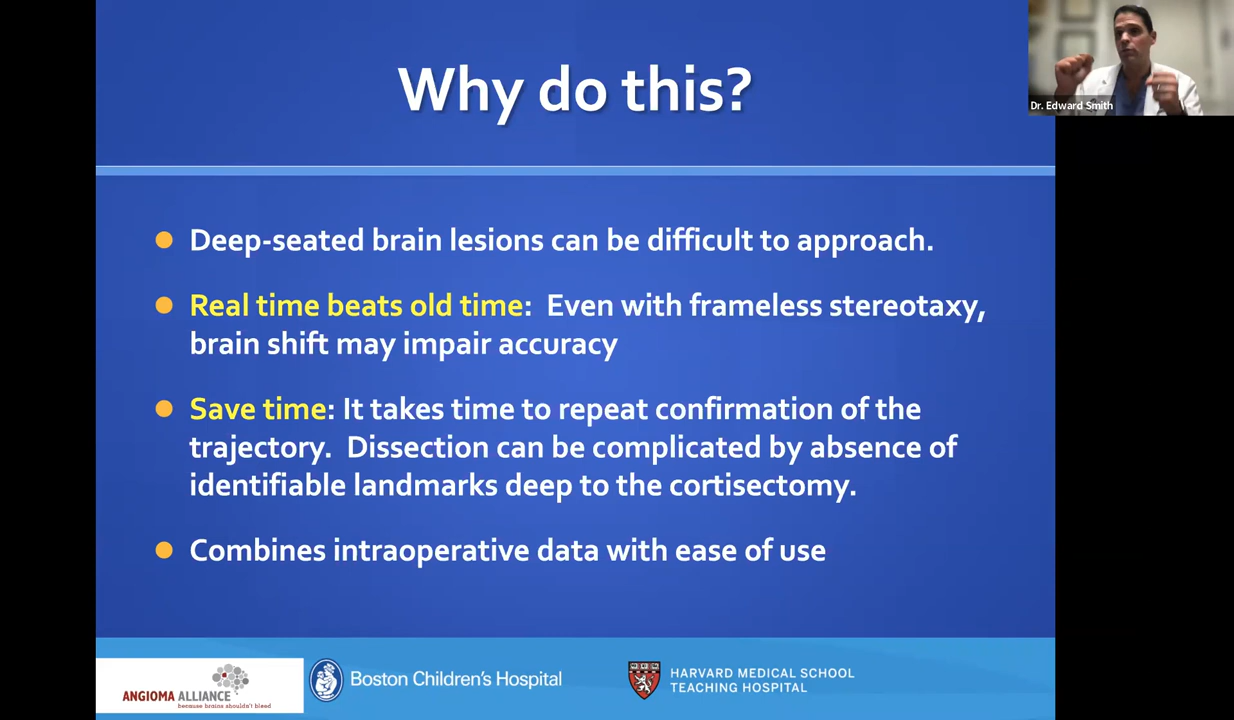 Why do this?
Dr. Edward Smith
Deep-seated brain lesions can be difficult to approach.
Real time beats old time:  Even with frameless stereotaxy,
brain shift may impair accuracy
Save time: It takes time to repeat confirmation of the
trajectory.  Dissection can be complicated by absence of
identifiable landmarks deep to the cortisectomy.
Combines intraoperative data with ease of use
ANGIOMA ALLIANCE
because brains shouldn't bleed
Boston Children's Hospital
HARVARD MEDICAL SCHOOL
TEACHING HOSPITAL